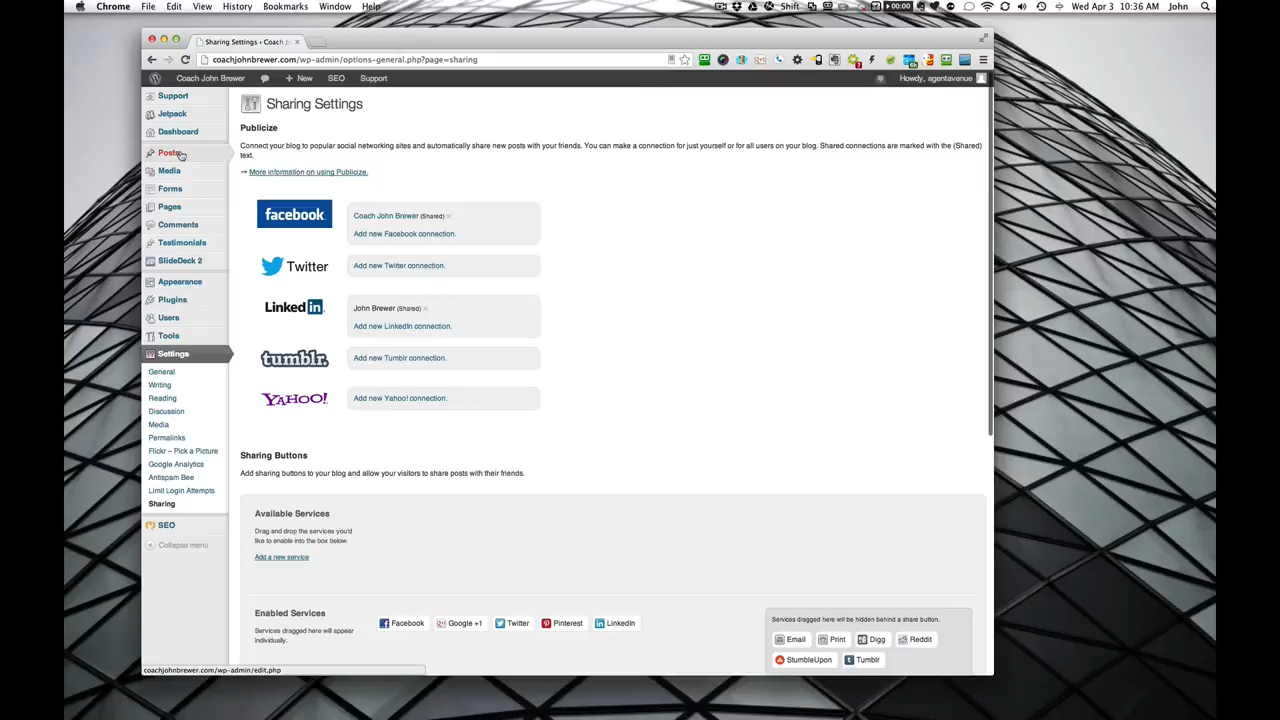 Chrome File Edit View History Bookmarks Window Help Shift 00:00 Wed Apr 3 10:36 AM John
Sharing Settings ‹ Coach J
coachjohnbrewer.com/wp-admin/options-general.php?page=sharing
Coach John Brewer New SEO Support Howdy, agentavenue
Support
Jetpack
Dashboard
Posts
Media
Forms
Pages
Comments
Testimonials
SlideDeck 2
Appearance
Plugins
Users
Tools
Settings
General
Writing
Reading
Discussion
Media
Permalinks
Flickr – Pick a Picture
Google Analytics
Antispam Bee
Limit Login Attempts
Sharing
SEO
Collapse menu
Sharing Settings
Publicize
Connect your blog to popular social networking sites and automatically share new posts with your friends. You can make a connection for just yourself or for all users on your blog. Shared connections are marked with the (Shared)
text.
→ More information on using Publicize.
facebook
Coach John Brewer (Shared) ×
Add new Facebook connection.
Twitter
Add new Twitter connection.
Linked in
John Brewer (Shared) ×
Add new LinkedIn connection.
tumblr.
Add new Tumblr connection.
YAHOO!
Add new Yahoo! connection.
Sharing Buttons
Add sharing buttons to your blog and allow your visitors to share posts with their friends.
Available Services
Drag and drop the services you'd
like to enable into the box below.
Add a new service
Enabled Services
Services dragged here will appear
individually.
Facebook Google +1 Twitter Pinterest LinkedIn
Services dragged here will be hidden behind a share button.
Email Print Digg Reddit
StumbleUpon Tumblr
coachjohnbrewer.com/wp-admin/edit.php